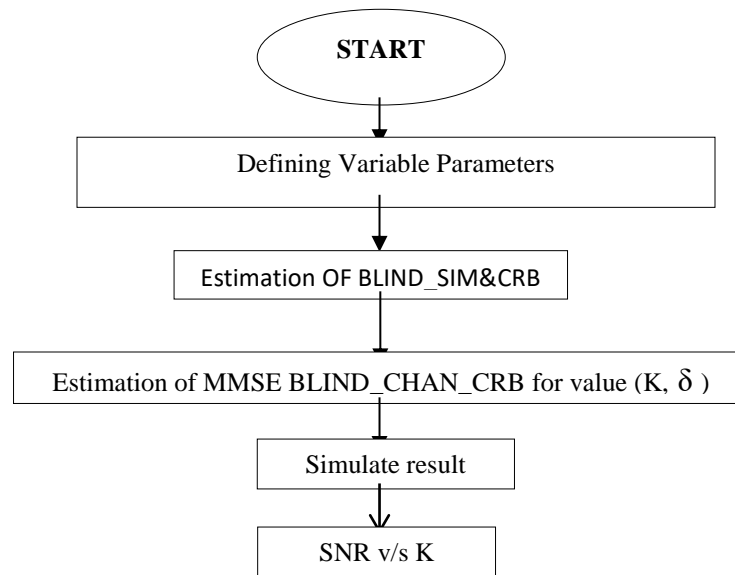 START
Defining Variable Parameters
Estimation OF BLIND_SIM&CRB
Estimation of MMSE BLIND_CHAN_CRB for value (K, δ )
Simulate result
SNR v/s K